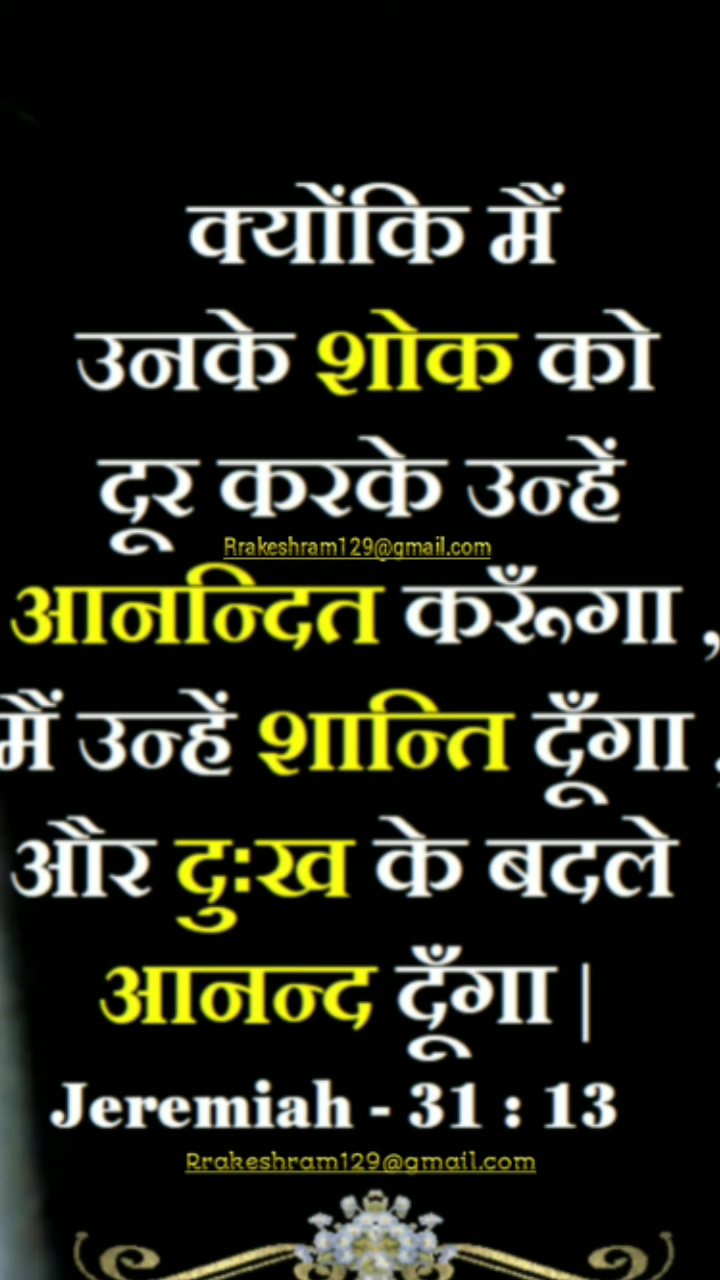 क्योंकि मैं
उनके शोक को
दूर करके उन्हें
Rrakeshram129@gmail.com
आनन्दित करूँगा ,
मैं उन्हें शान्ति दूँगा ,
और दुःख के बदले
आनन्द दूँगा |
Jeremiah - 31 : 13
Rrakeshram129@gmail.com